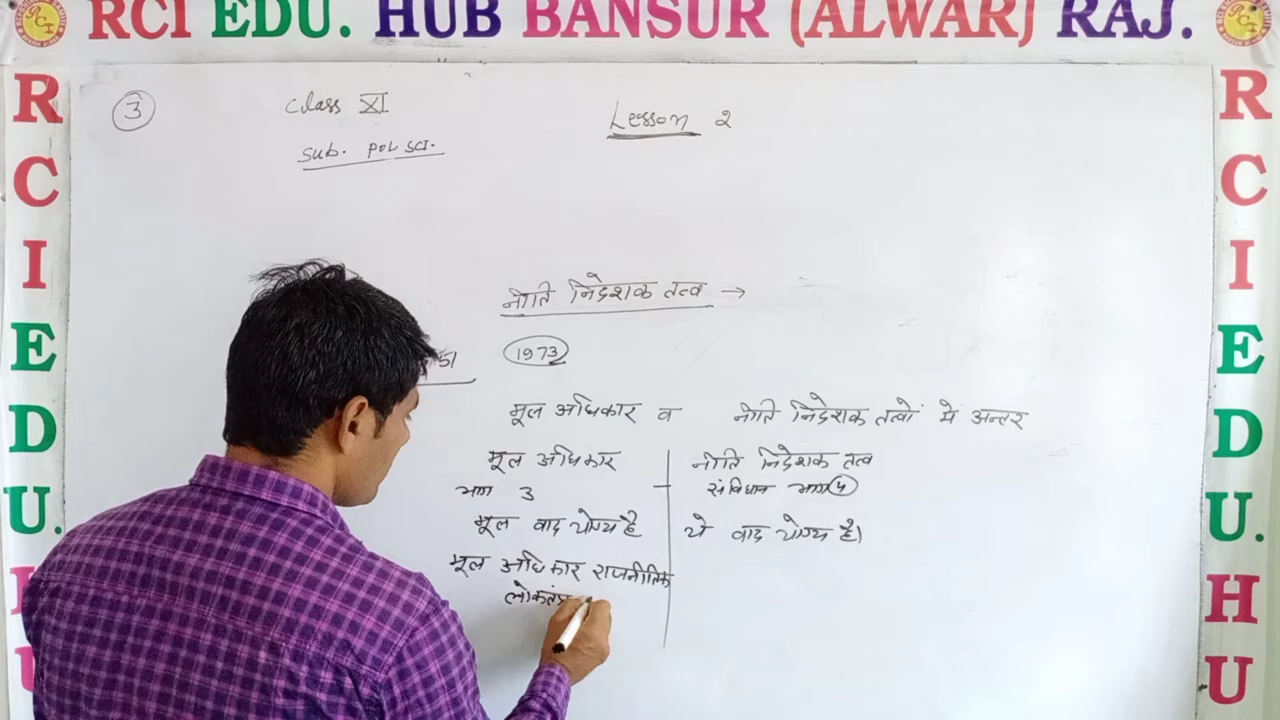 RCI EDU. HUB BANSUR (ALWAR) RAJ.
R
C
I
E
D
U.
R
C
I
E
D
U.
H
U
3
Class XI
Sub. pol sci.
Lesson 2
नीति निदेशक तत्व →
51
1973
मूल अधिकार व नीति निदेशक तत्वों में अन्तर
मूल अधिकार
नीति निदेशक तत्व
भाग 3
संविधान भाग 4
मूल वाद योग्य है
ये वाद योग्य है।
मूल अधिकार राजनीतिक
लोकतंत्र